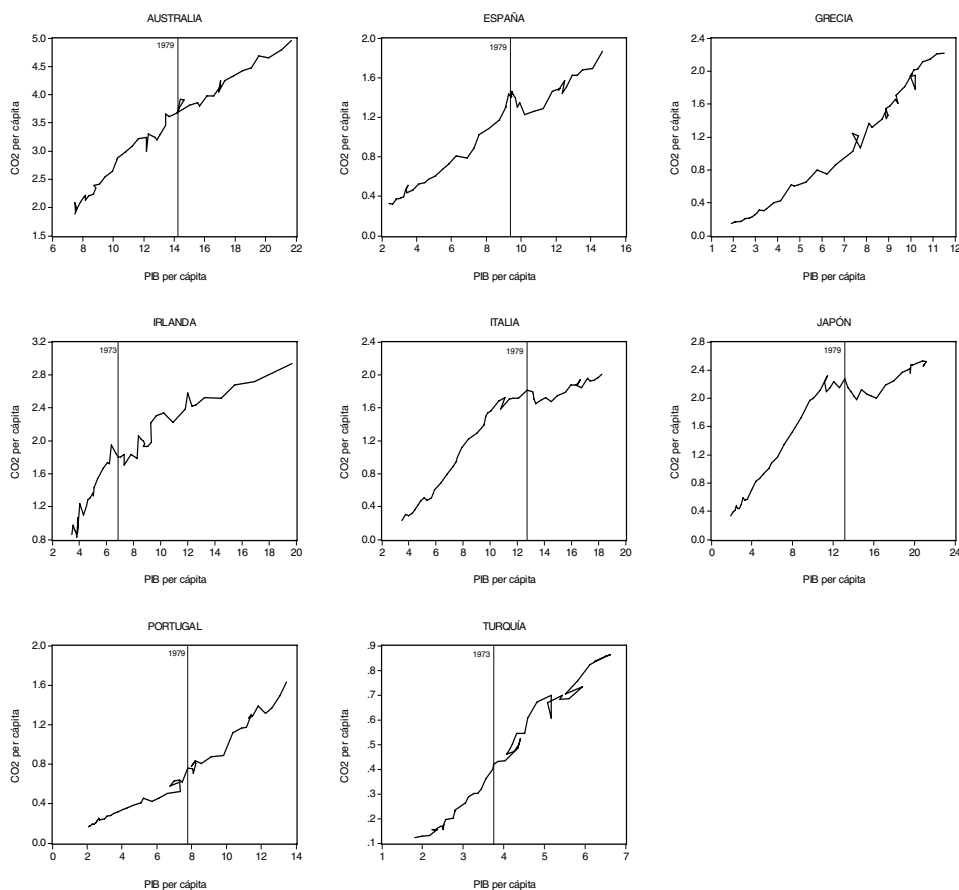 AUSTRALIA
5.0
4.5
4.0
3.5
3.0
2.5
2.0
1.5
CO2 per cápita
1979
6 8 10 12 14 16 18 20 22
PIB per cápita
ESPAÑA
2.0
1.6
1.2
0.8
0.4
0.0
CO2 per cápita
1979
2 4 6 8 10 12 14 16
PIB per cápita
GRECIA
2.4
2.0
1.6
1.2
0.8
0.4
0.0
CO2 per cápita
1 2 3 4 5 6 7 8 9 10 11 12
PIB per cápita
IRLANDA
3.2
2.8
2.4
2.0
1.6
1.2
0.8
CO2 per cápita
1973
2 4 6 8 10 12 14 16 18 20
PIB per cápita
ITALIA
2.4
2.0
1.6
1.2
0.8
0.4
0.0
CO2 per cápita
1979
2 4 6 8 10 12 14 16 18 20
PIB per cápita
JAPÓN
2.8
2.4
2.0
1.6
1.2
0.8
0.4
0.0
CO2 per cápita
1979
0 4 8 12 16 20 24
PIB per cápita
PORTUGAL
2.0
1.6
1.2
0.8
0.4
0.0
CO2 per cápita
1979
0 2 4 6 8 10 12 14
PIB per cápita
TURQUÍA
.9
.8
.7
.6
.5
.4
.3
.2
.1
CO2 per cápita
1973
1 2 3 4 5 6 7
PIB per cápita